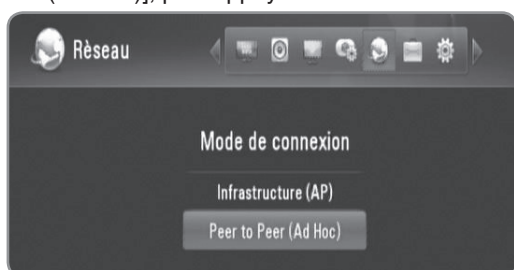 Rèseau
Mode de connexion
Infrastructure (AP)
Peer to Peer (Ad Hoc)